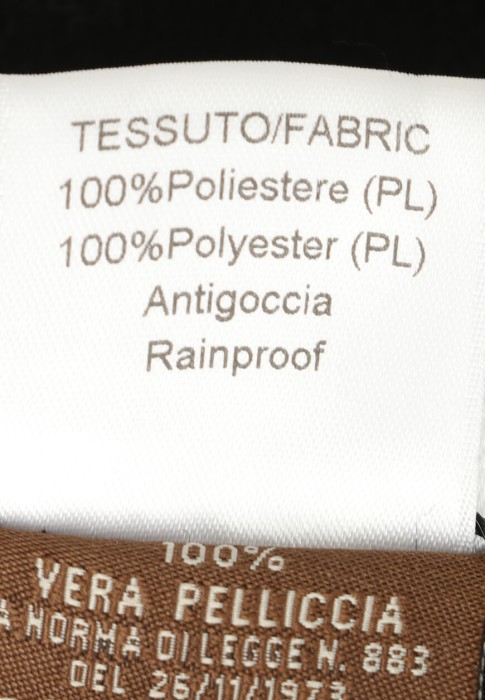 TESSUTO/FABRIC
100%Poliestere (PL)
100%Polyester (PL)
Antigoccia
Rainproof
100%
VERA PELLICCIA
A NORMA DI LEGGE N. 883
DEL 26/11/1973